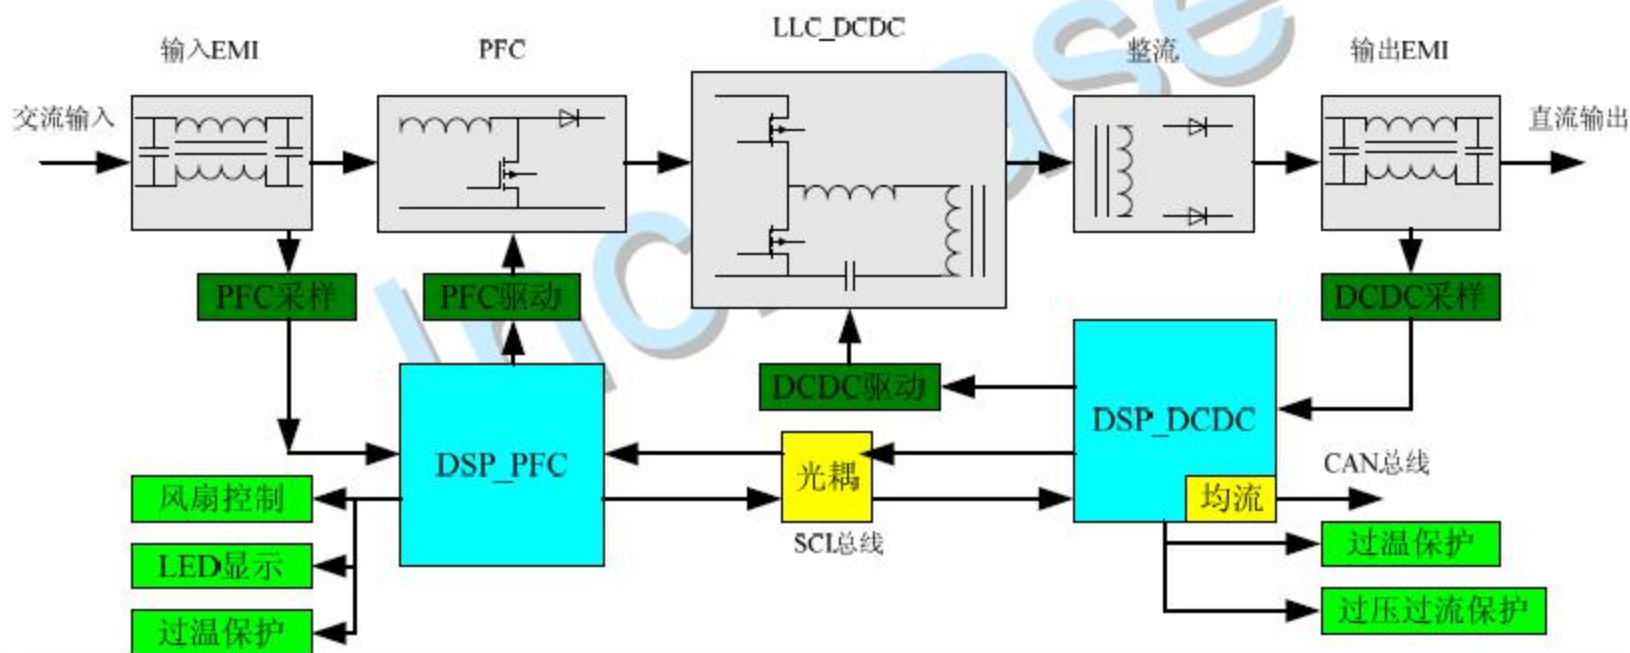 LLC_DCDC
输入EMI
PFC
整流
输出EMI
交流输入
直流输出
PFC采样
PFC驱动
DCDC采样
DCDC驱动
DSP_PFC
DSP_DCDC
光耦
CAN总线
均流
风扇控制
SCI总线
过温保护
LED显示
过压过流保护
过温保护